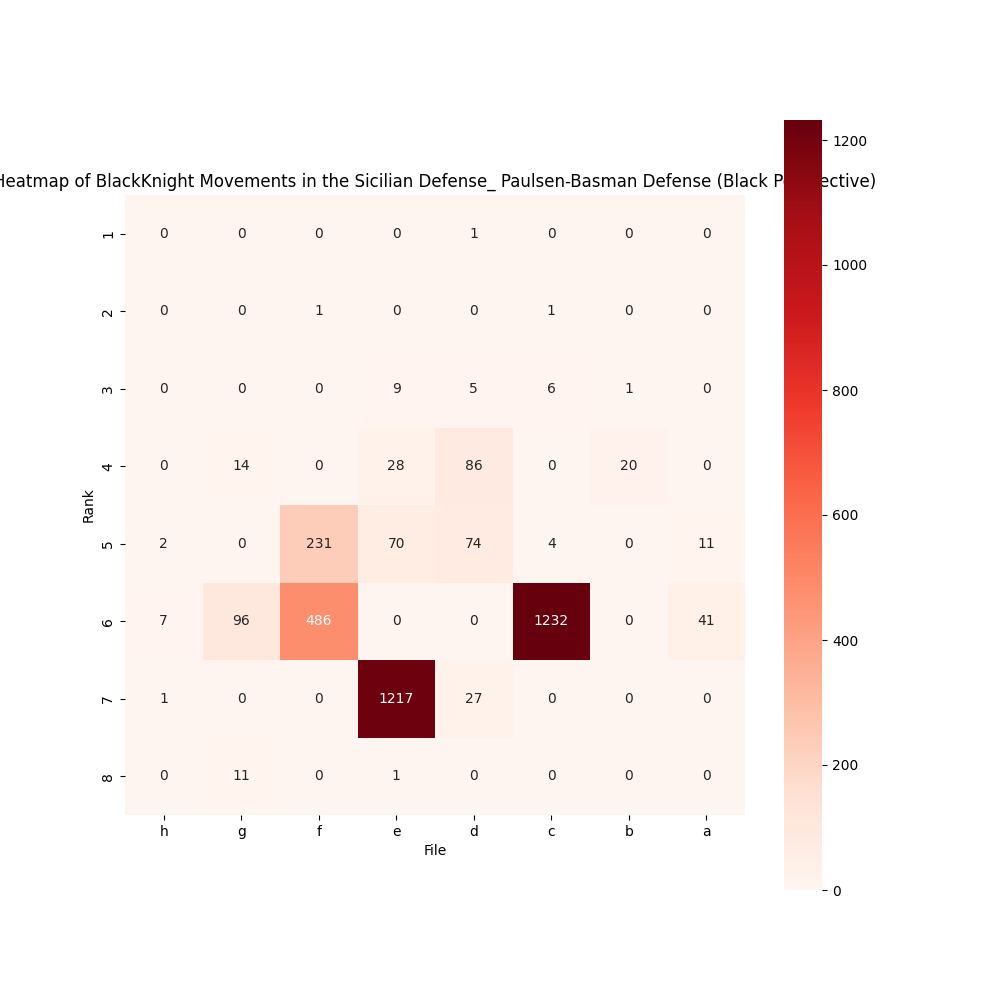 Heatmap of BlackKnight Movements in the Sicilian Defense_ Paulsen-Basman Defense (Black P ective)
1 0 0 0 0 1 0 0 0
2 0 0 1 0 0 1 0 0
3 0 0 0 9 5 6 1 0
4 0 14 0 28 86 0 20 0
Rank
5 2 0 231 70 74 4 0 11
6 7 96 486 0 0 1232 0 41
7 1 0 0 1217 27 0 0 0
8 0 11 0 1 0 0 0 0
h g f e d c b a
File
1200
1000
800
600
400
200
0